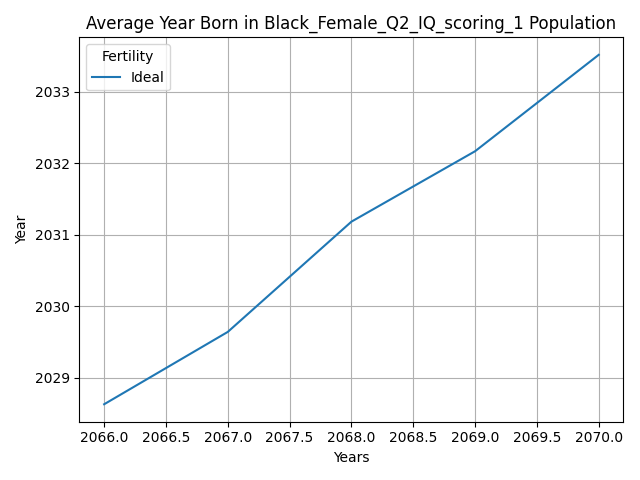 Average Year Born in Black_Female_Q2_IQ_scoring_1 Population
Fertility
Ideal
2033
2032
2031
2030
2029
Year
2066.0 2066.5 2067.0 2067.5 2068.0 2068.5 2069.0 2069.5 2070.0
Years